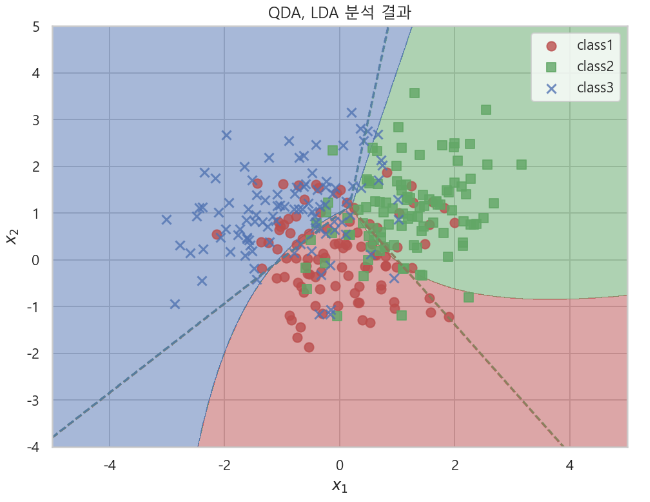 QDA, LDA 분석 결과
5
4
3
2
1
0
-1
-2
-3
-4
x2
class1
class2
class3
-4 -2 0 2 4
x1